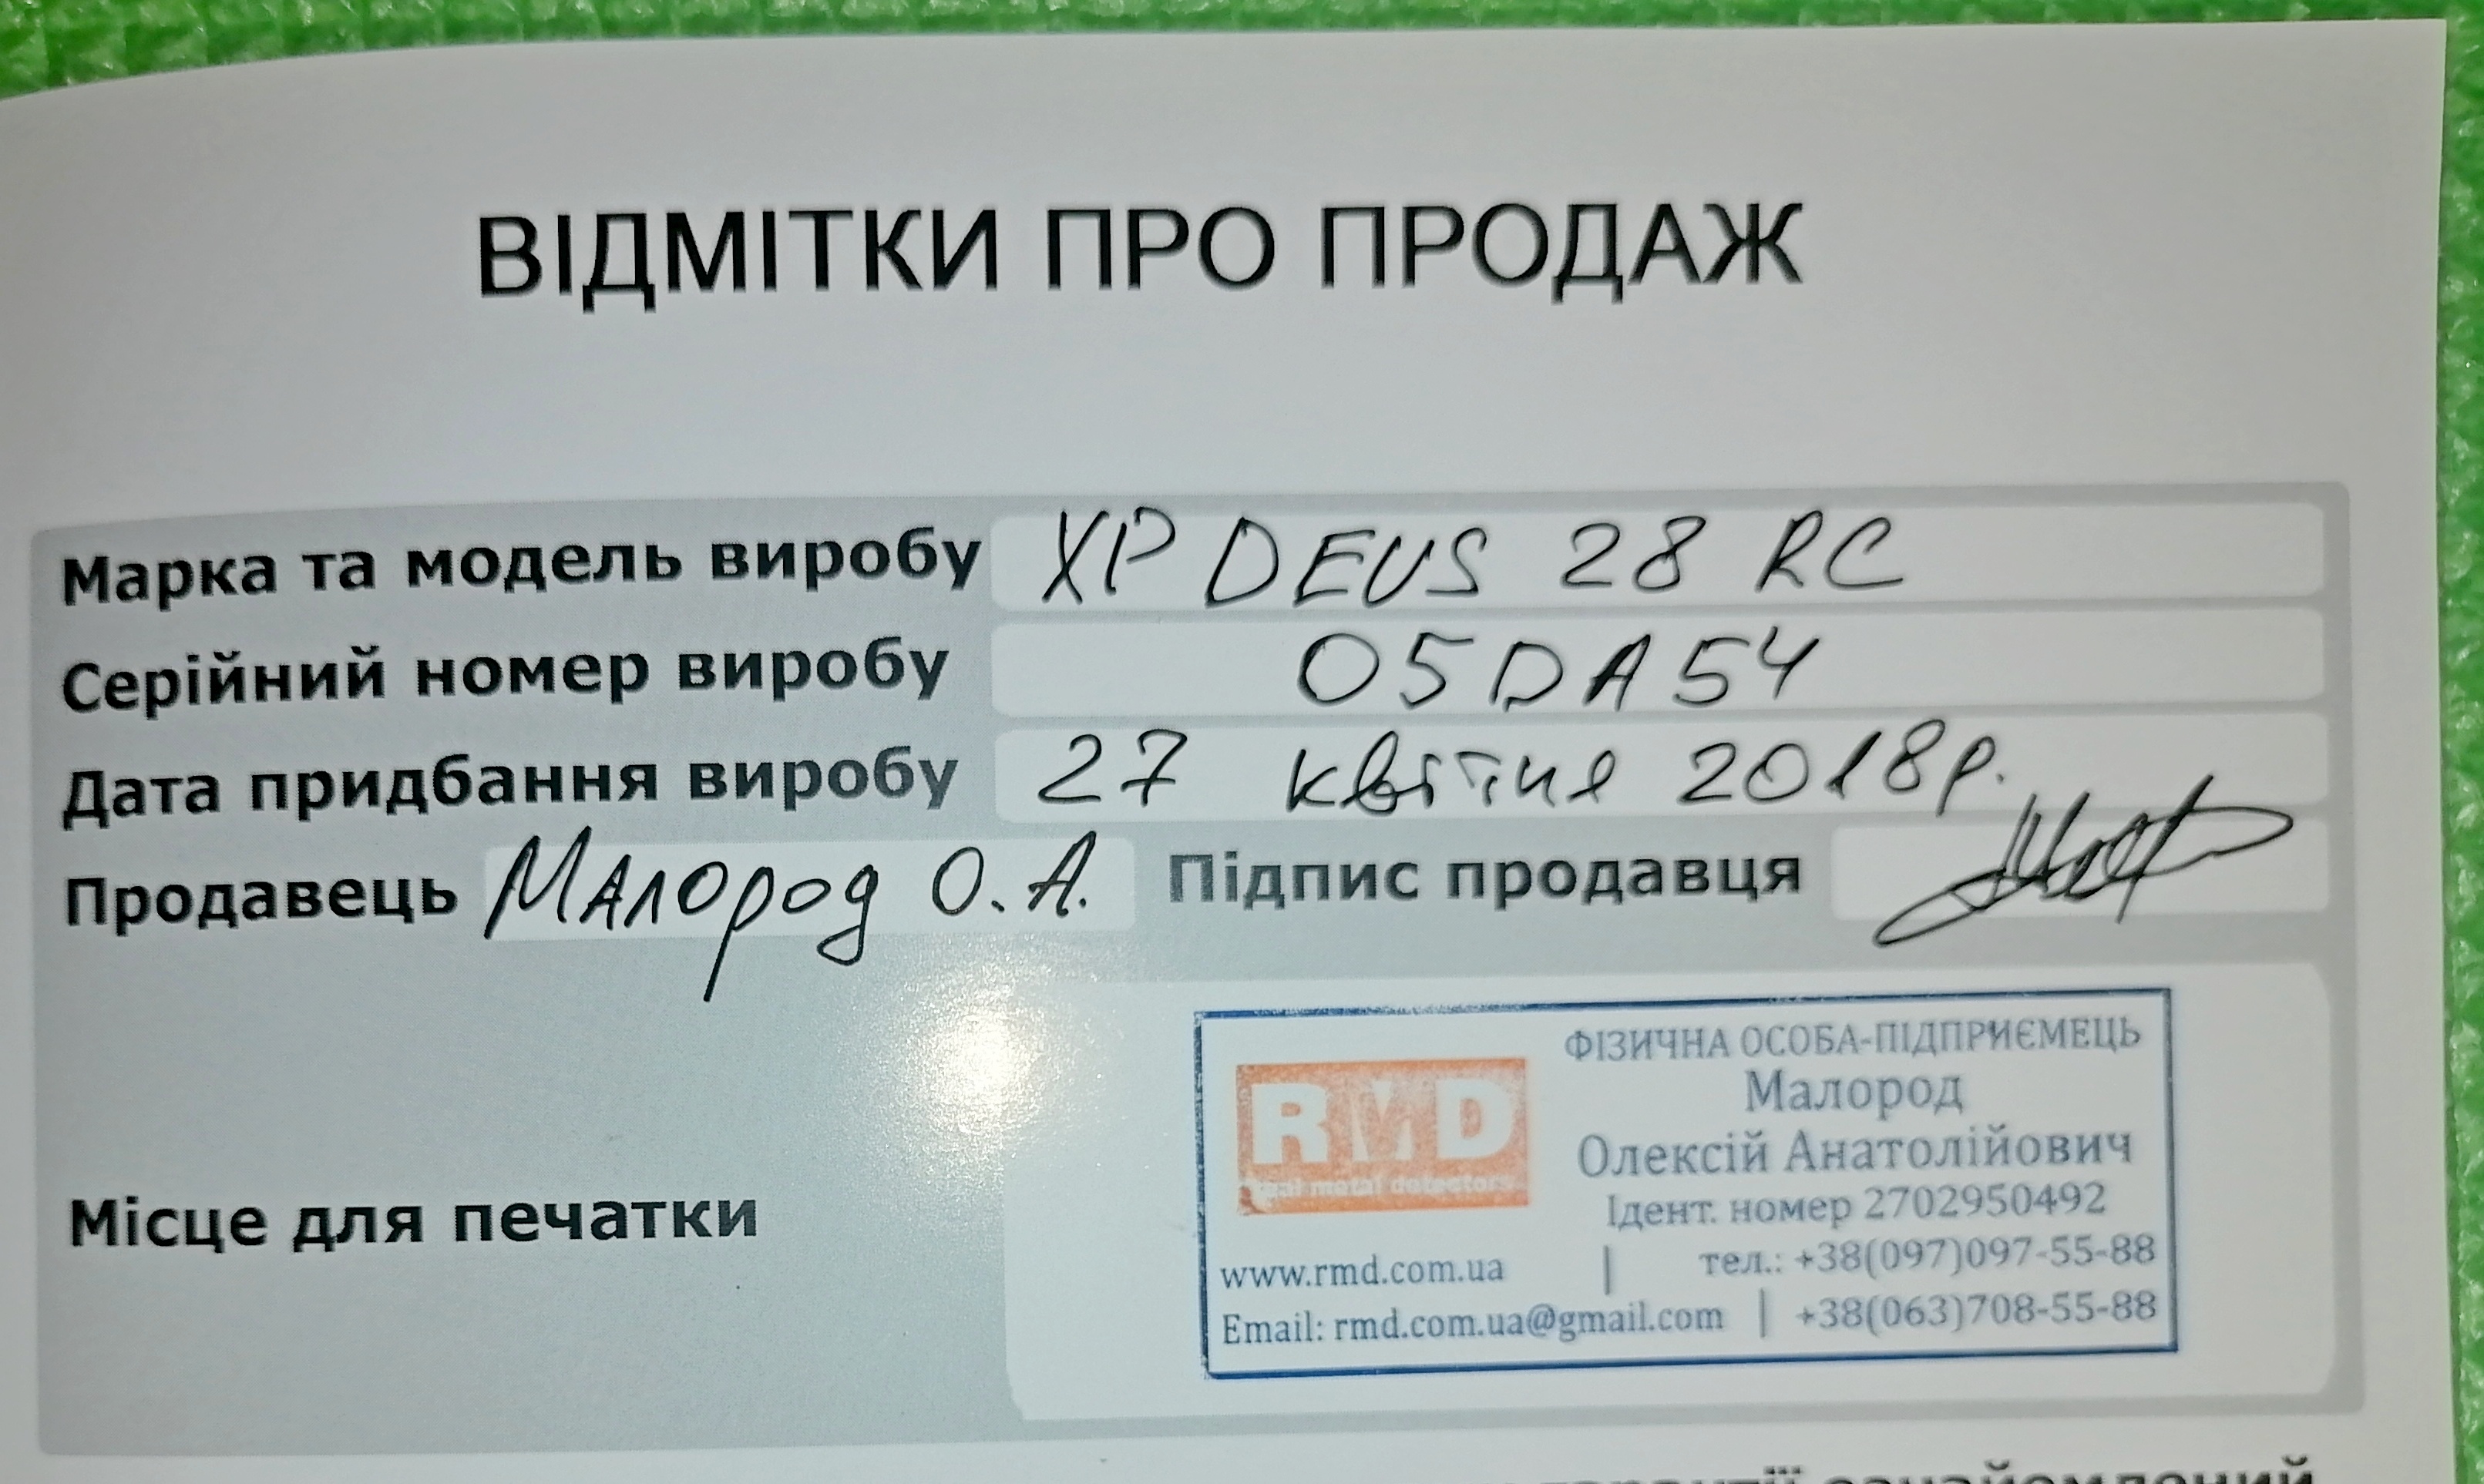 ВІДМІТКИ ПРО ПРОДАЖ
Марка та модель виробу XP DEUS 28 RC
Серійний номер виробу 05DA54
Дата придбання виробу 27 квітня 2018р.
Продавець Малород О.А. Підпис продавця
Місце для печатки
ФІЗИЧНА ОСОБА-ПІДПРИЄМЕЦЬ
Малород
Олексій Анатолійович
Ідент. номер 2702950492
RMD
Real metal detectors
www.rmd.com.ua | тел.: +38(097)097-55-88
Email: rmd.com.ua@gmail.com | +38(063)708-55-88
ознайомлений